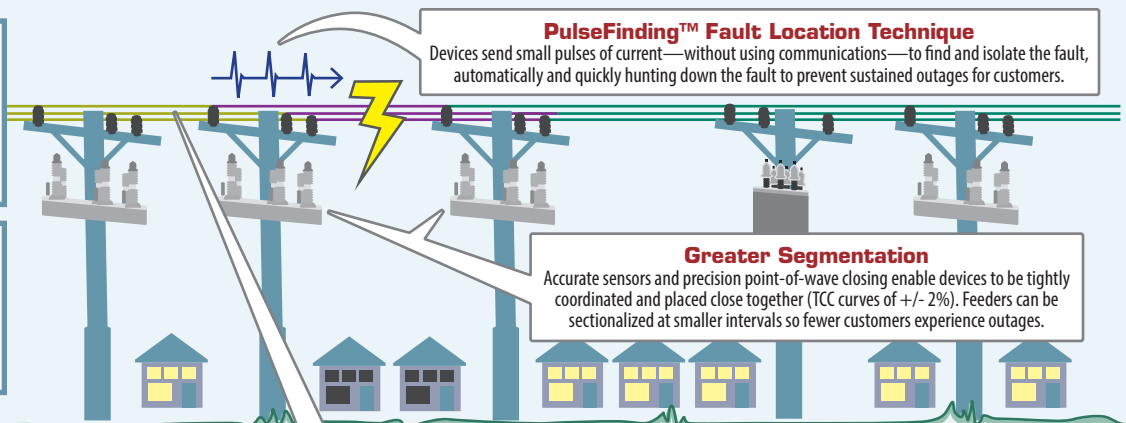 PulseFinding™ Fault Location Technique
Devices send small pulses of current—without using communications—to find and isolate the fault,
automatically and quickly hunting down the fault to prevent sustained outages for customers.
Greater Segmentation
Accurate sensors and precision point-of-wave closing enable devices to be tightly
coordinated and placed close together (TCC curves of +/- 2%). Feeders can be
sectionalized at smaller intervals so fewer customers experience outages.